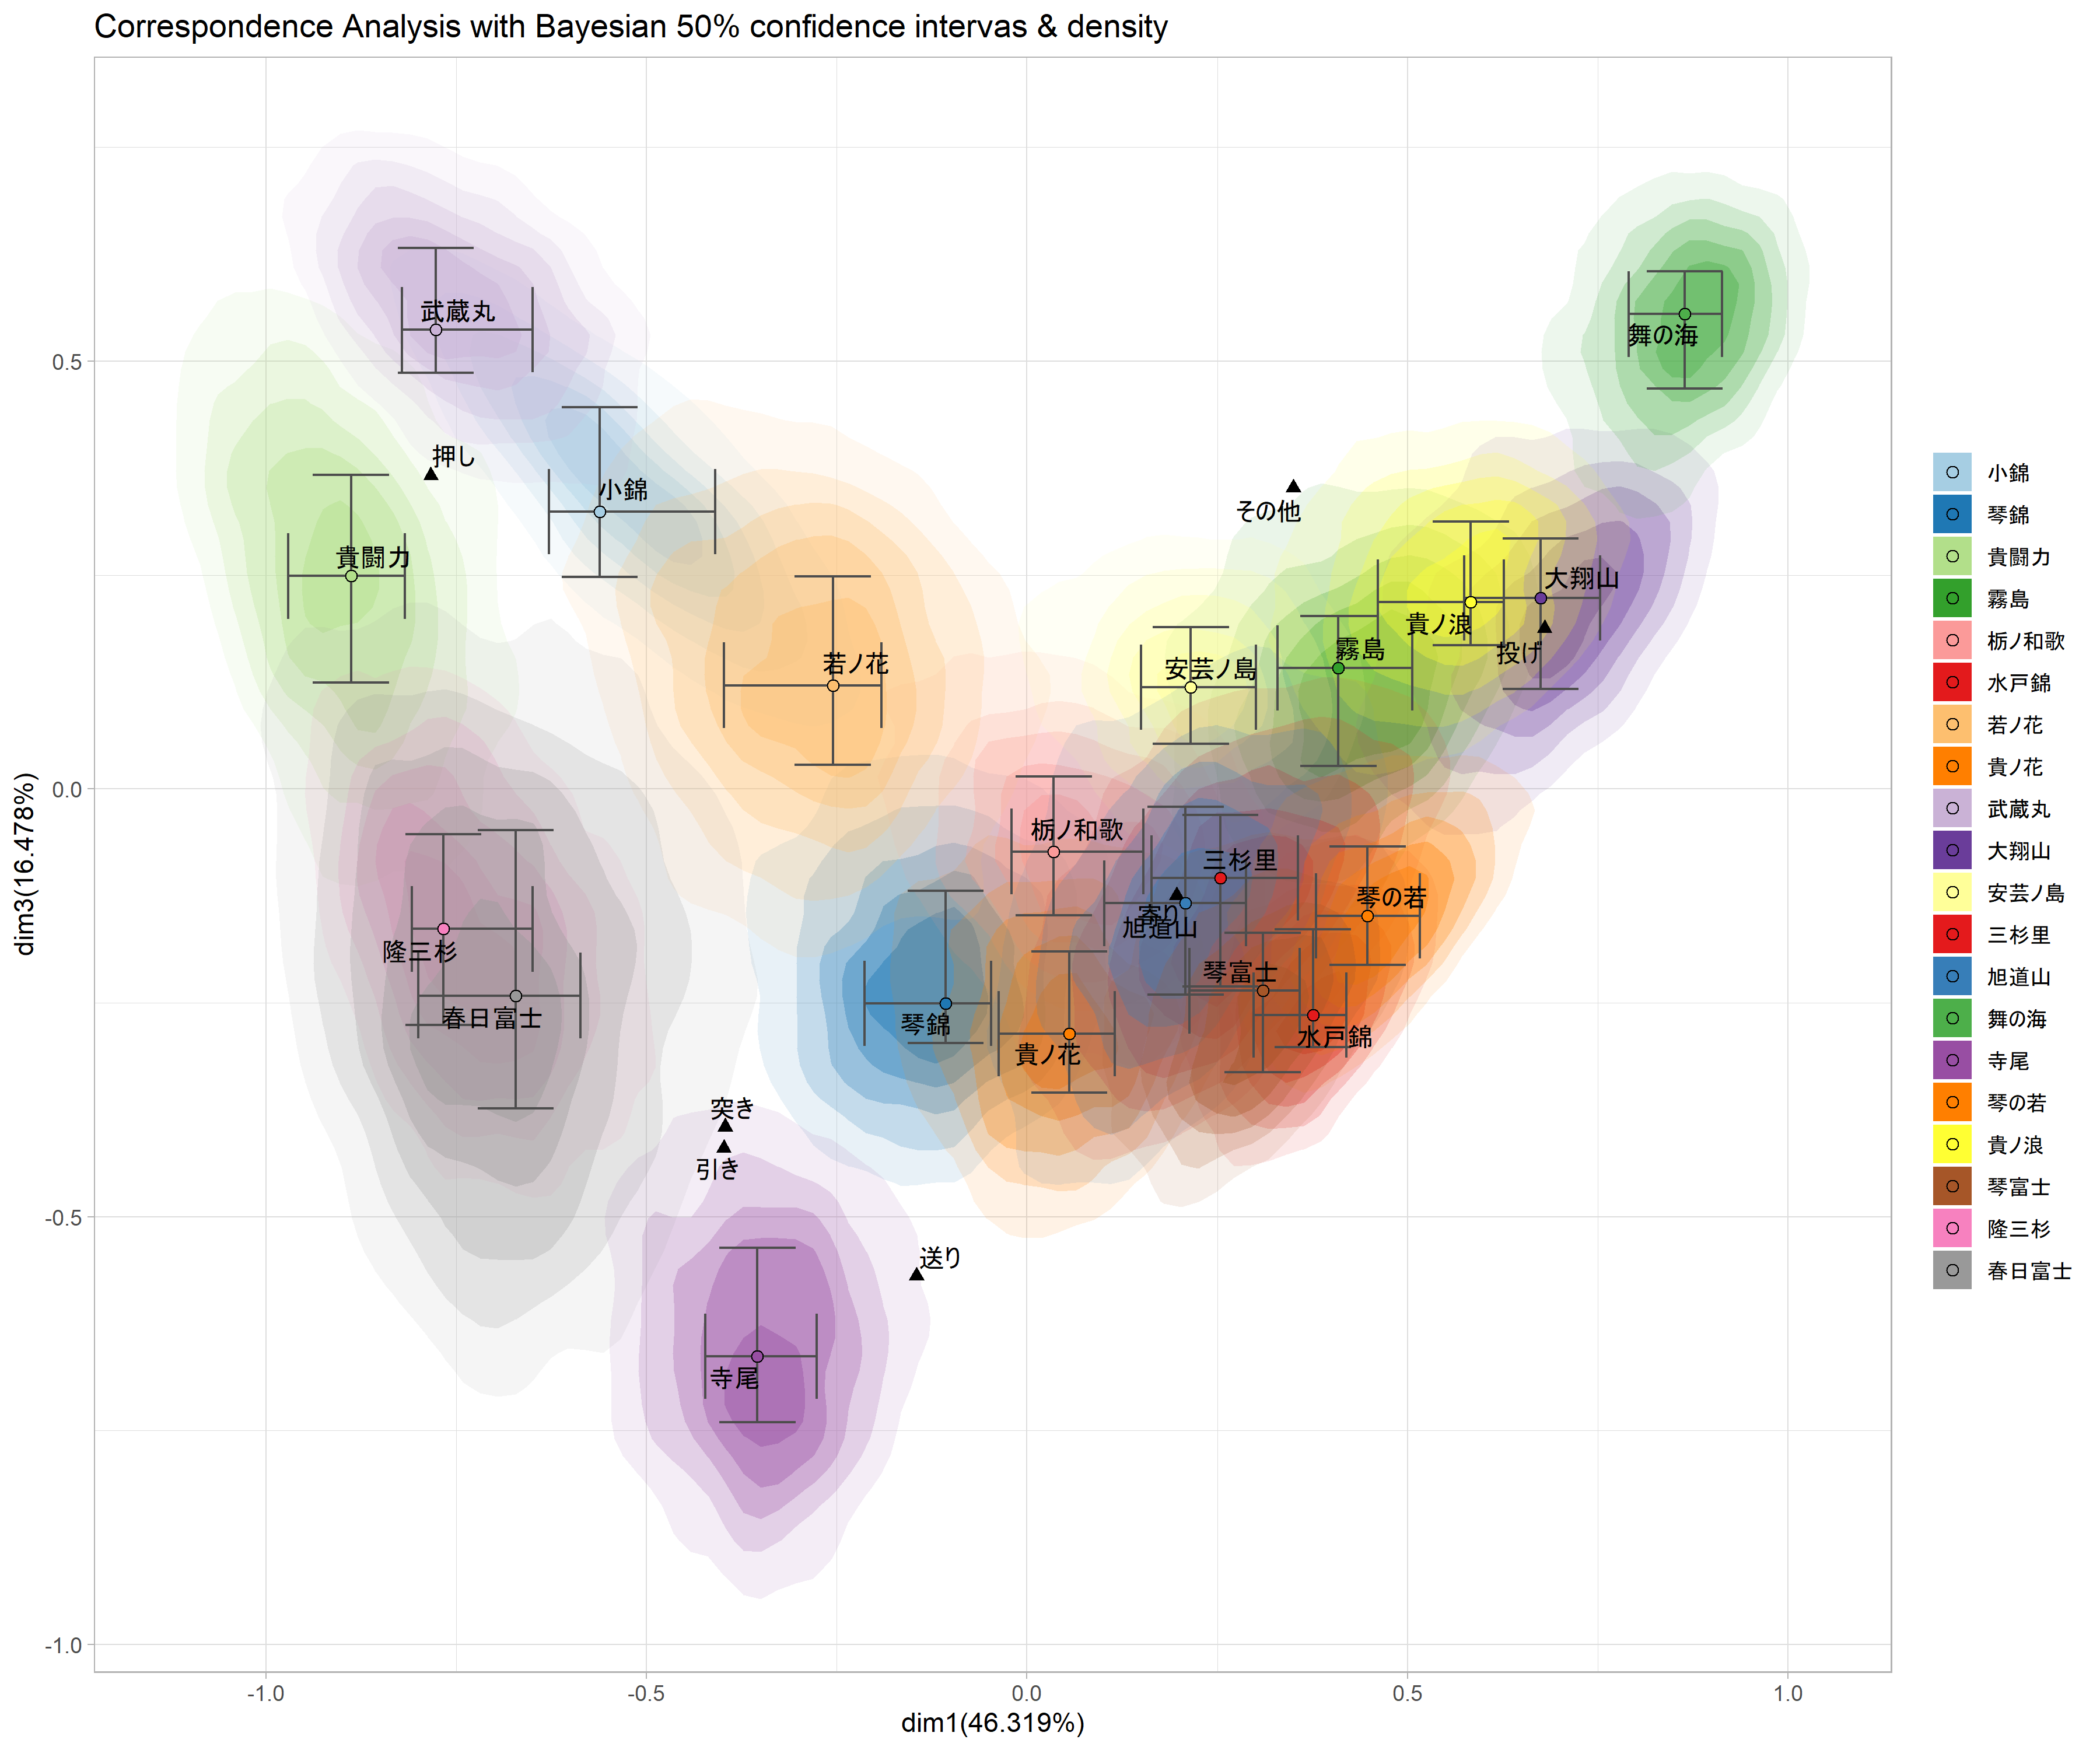 Correspondence Analysis with Bayesian 50% confidence intervas & density
武蔵丸
舞の海
押し
小錦
その他
貴闘力
大翔山
貴ノ浪
投げ
霧島
若ノ花
安芸ノ島
栃ノ和歌
三杉里
琴の若
寄り
旭道山
隆三杉
琴富士
春日富士
琴錦
水戸錦
貴ノ花
突き
引き
送り
寺尾
0.5
0.0
-0.5
-1.0
dim3(16.478%)
-1.0 -0.5 0.0 0.5 1.0
dim1(46.319%)
小錦
琴錦
貴闘力
霧島
栃ノ和歌
水戸錦
若ノ花
貴ノ花
武蔵丸
大翔山
安芸ノ島
三杉里
旭道山
舞の海
寺尾
琴の若
貴ノ浪
琴富士
隆三杉
春日富士